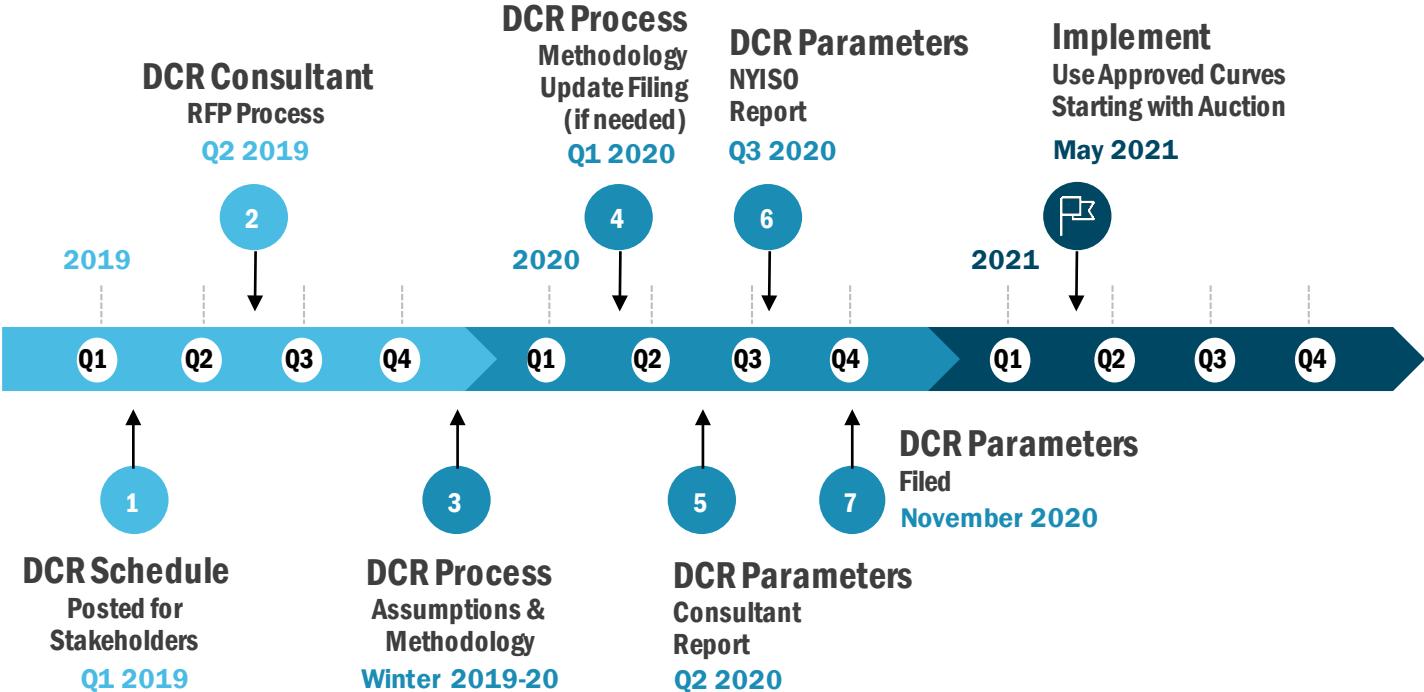 DCR Consultant
RFP Process
Q2 2019
2
DCR Process
Methodology
Update Filing
(if needed)
Q1 2020
4
DCR Parameters
NYISO
Report
Q3 2020
6
Implement
Use Approved Curves
Starting with Auction
May 2021
2019
2020
2021
Q1 Q2 Q3 Q4 Q1 Q2 Q3 Q4 Q1 Q2 Q3 Q4
1
DCR Schedule
Posted for
Stakeholders
Q1 2019
3
DCR Process
Assumptions &
Methodology
Winter 2019-20
5
DCR Parameters
Consultant
Report
Q2 2020
7
DCR Parameters
Filed
November 2020